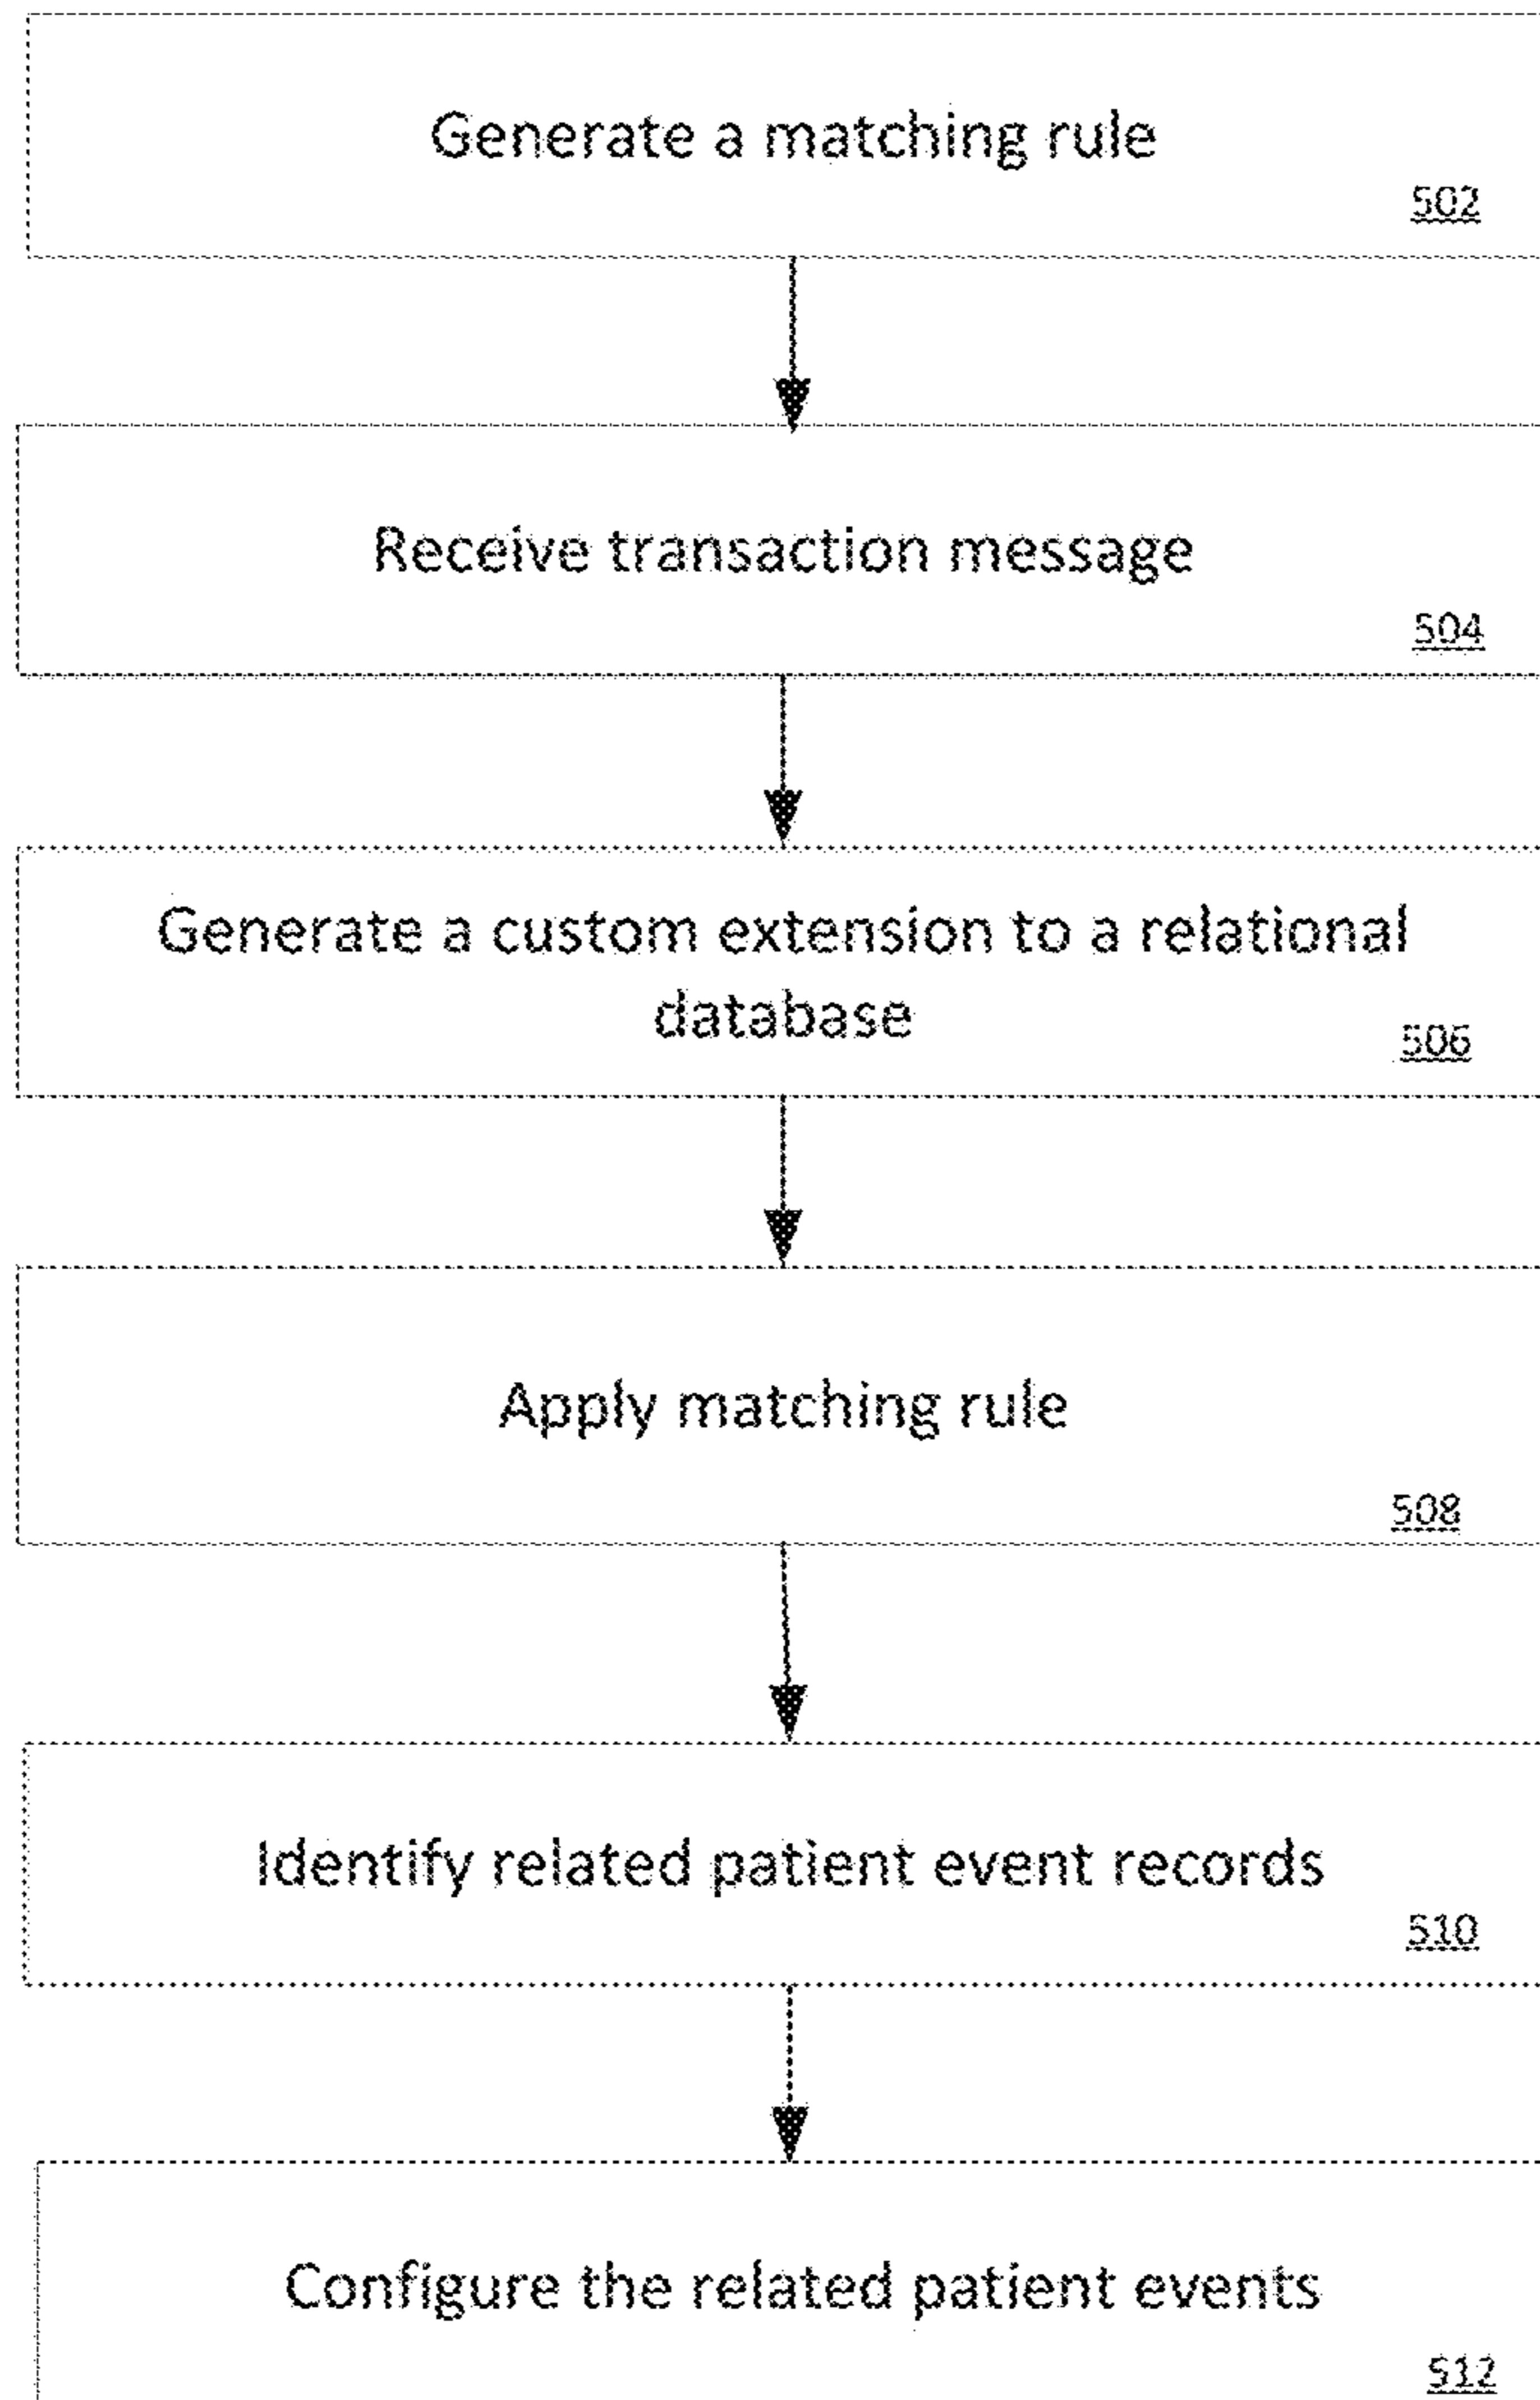 Generate a matching rule
502
Receive transaction message
504
Generate a custom extension to a relational
database
506
Apply matching rule
508
Identify related patient event records
510
Configure the related patient events
512